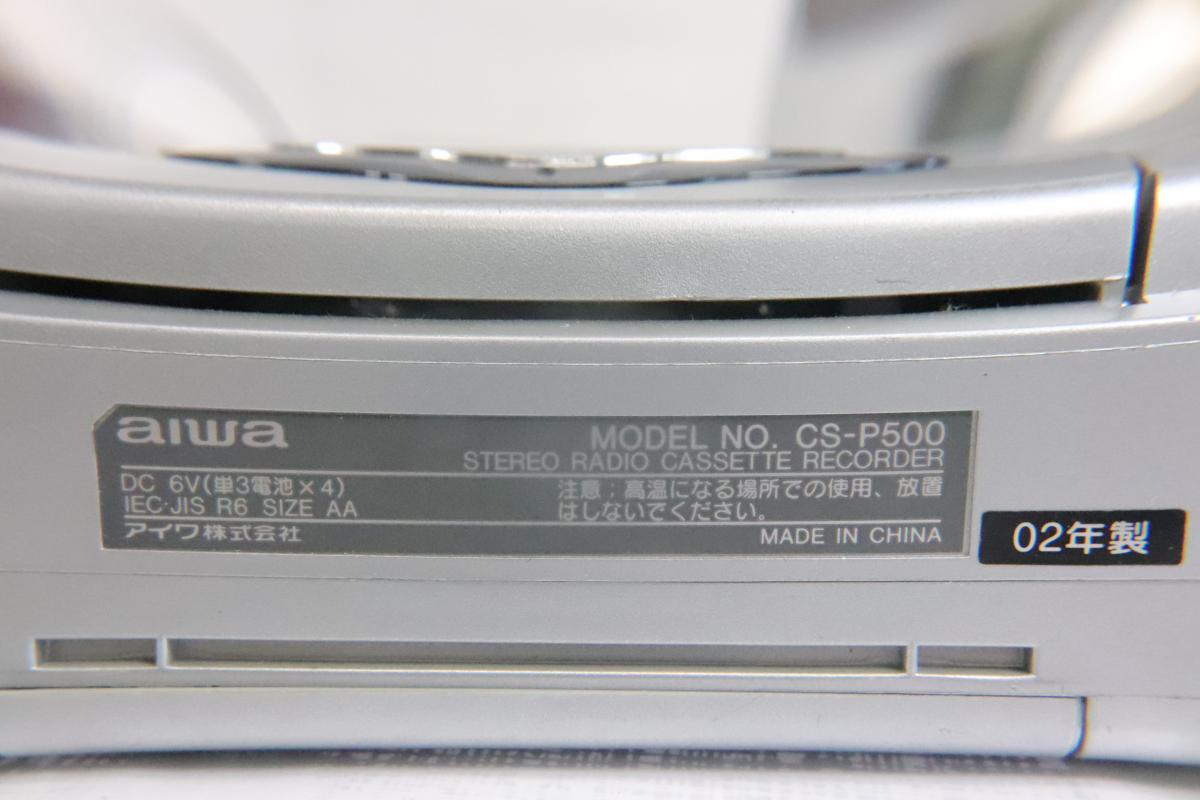 aiwa
MODEL NO. CS-P500
STEREO RADIO CASSETTE RECORDER
DC 6V(単3電池×4)
IEC·JIS R6 SIZE AA
アイワ株式会社
注意；高温になる場所での使用、放置
はしないでください。
MADE IN CHINA
02年製